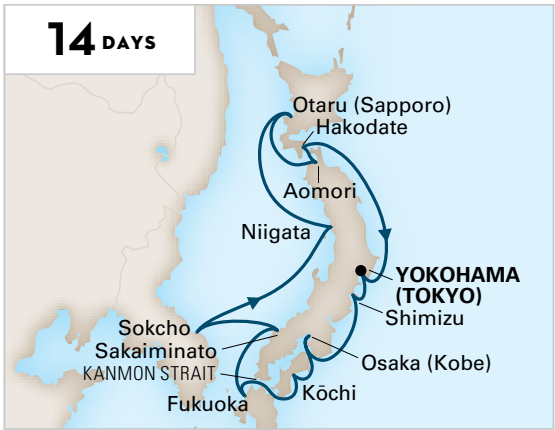 14 DAYS
Otaru (Sapporo)
Hakodate
Aomori
Niigata
YOKOHAMA
(TOKYO)
Shimizu
Sokcho
Sakaiminato
Osaka (Kobe)
KANMON STRAIT
Kōchi
Fukuoka